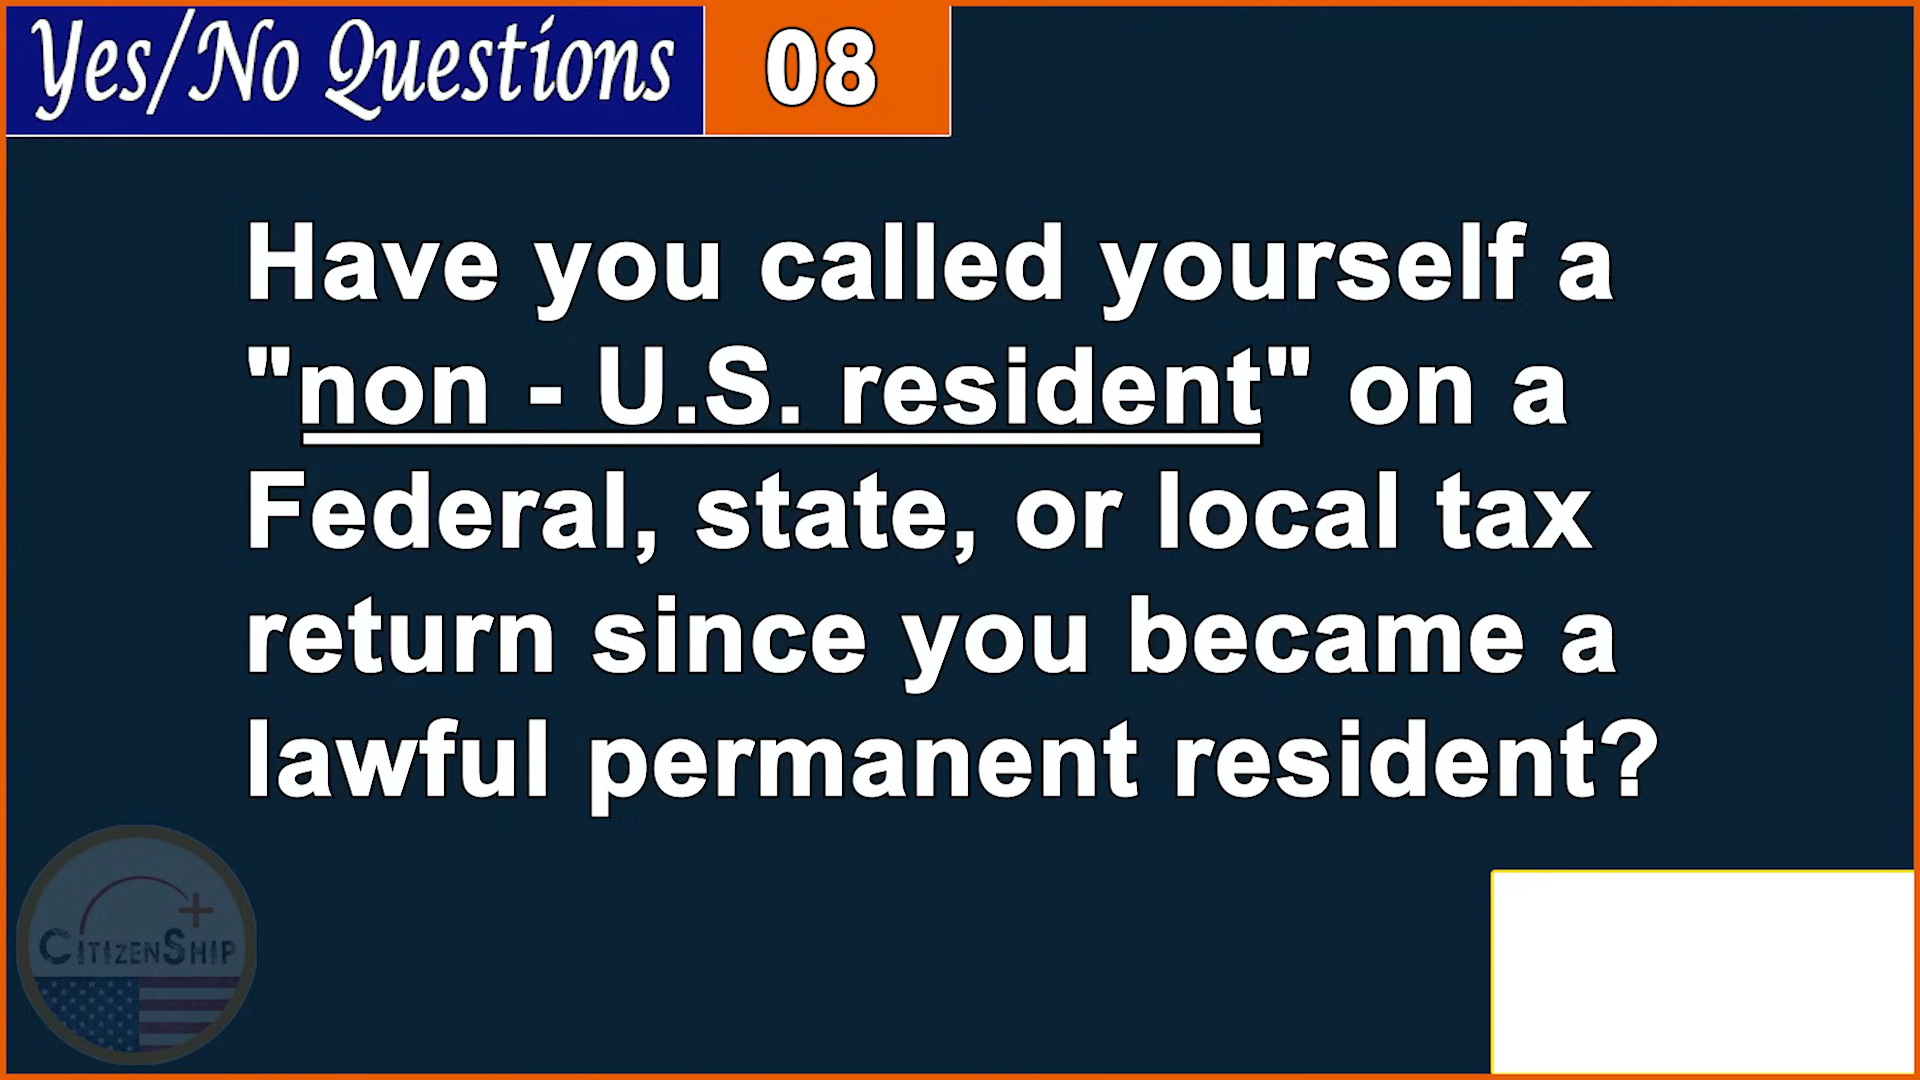 Yes/No Questions
08
Have you called yourself a
"non - U.S. resident" on a
Federal, state, or local tax
return since you became a
lawful permanent resident?
CITIZENSHIP